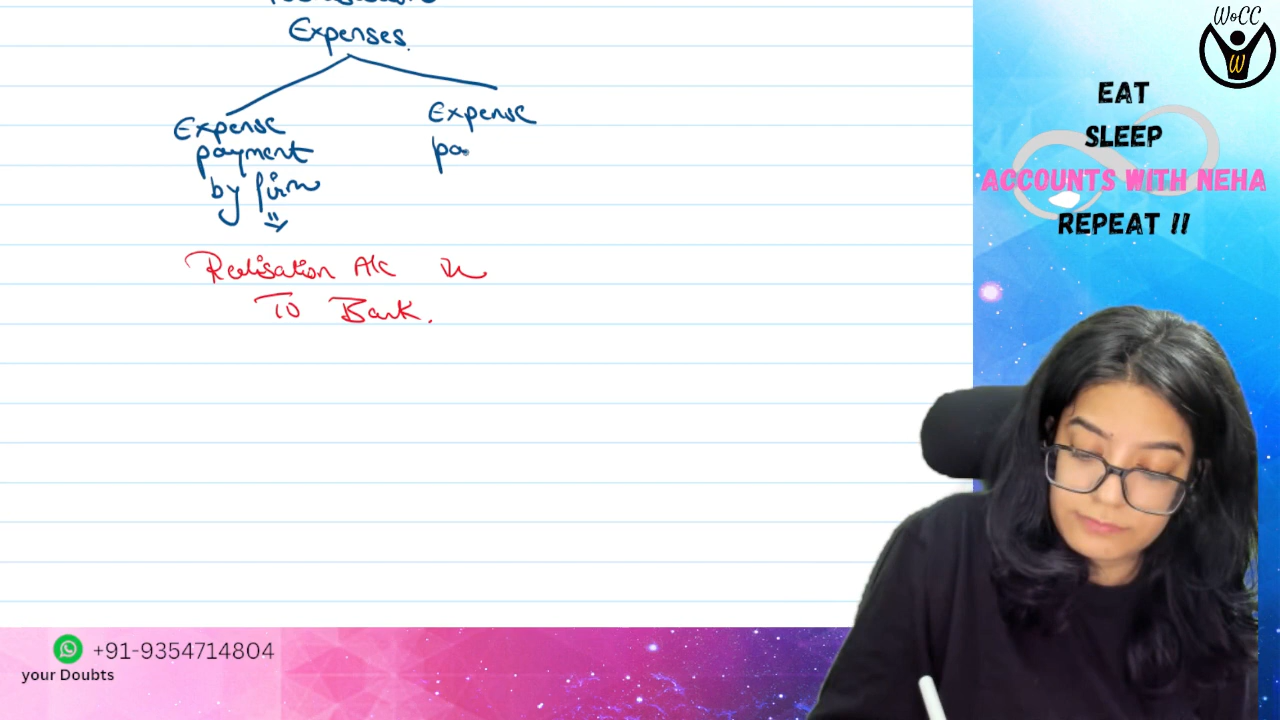 Expenses.
Expense
payment
by firm
Expense
pa
Realisation A/c Dr
To Bank.
WoCC
W
EAT
SLEEP
ACCOUNTS WITH NEHA
REPEAT !!
+91-9354714804
your Doubts